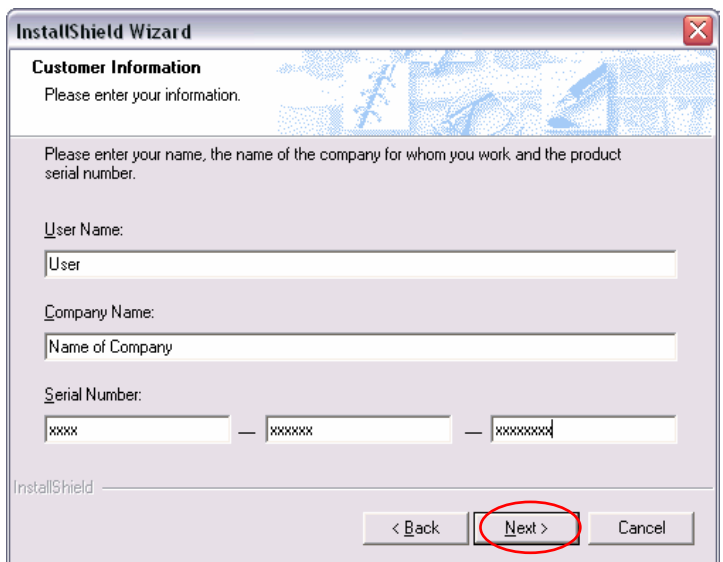 InstallShield Wizard
Customer Information
Please enter your information.
Please enter your name, the name of the company for whom you work and the product
serial number.
User Name:
User
Company Name:
Name of Company
Serial Number:
xxxx — xxxxxx — xxxxxxxx
InstallShield
< Back Next > Cancel